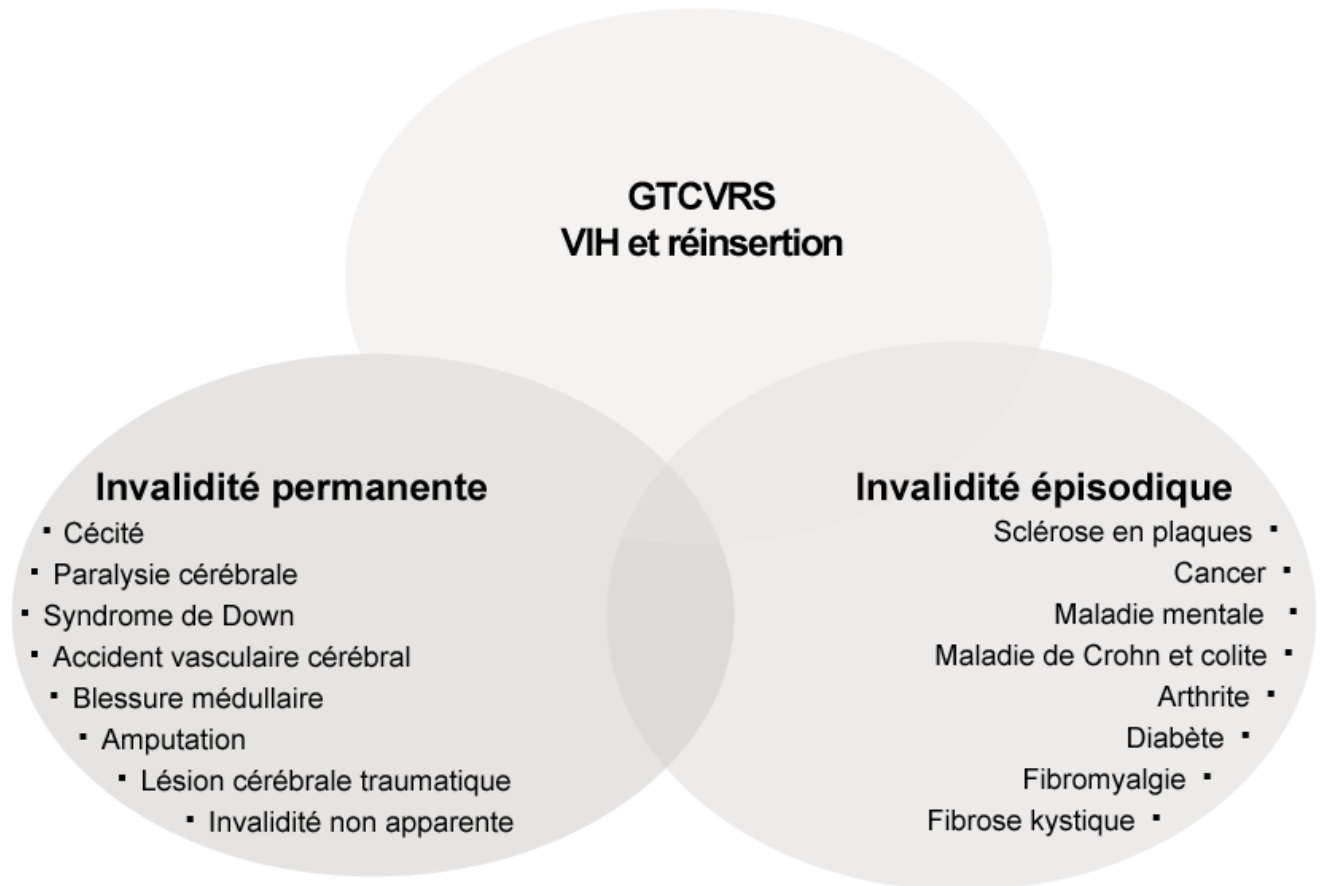 GTCVRS
VIH et réinsertion
Invalidité permanente
▪ Cécité
▪ Paralysie cérébrale
▪ Syndrome de Down
▪ Accident vasculaire cérébral
▪ Blessure médullaire
▪ Amputation
▪ Lésion cérébrale traumatique
▪ Invalidité non apparente
Invalidité épisodique
Sclérose en plaques ▪
Cancer ▪
Maladie mentale ▪
Maladie de Crohn et colite ▪
Arthrite ▪
Diabète ▪
Fibromyalgie ▪
Fibrose kystique ▪